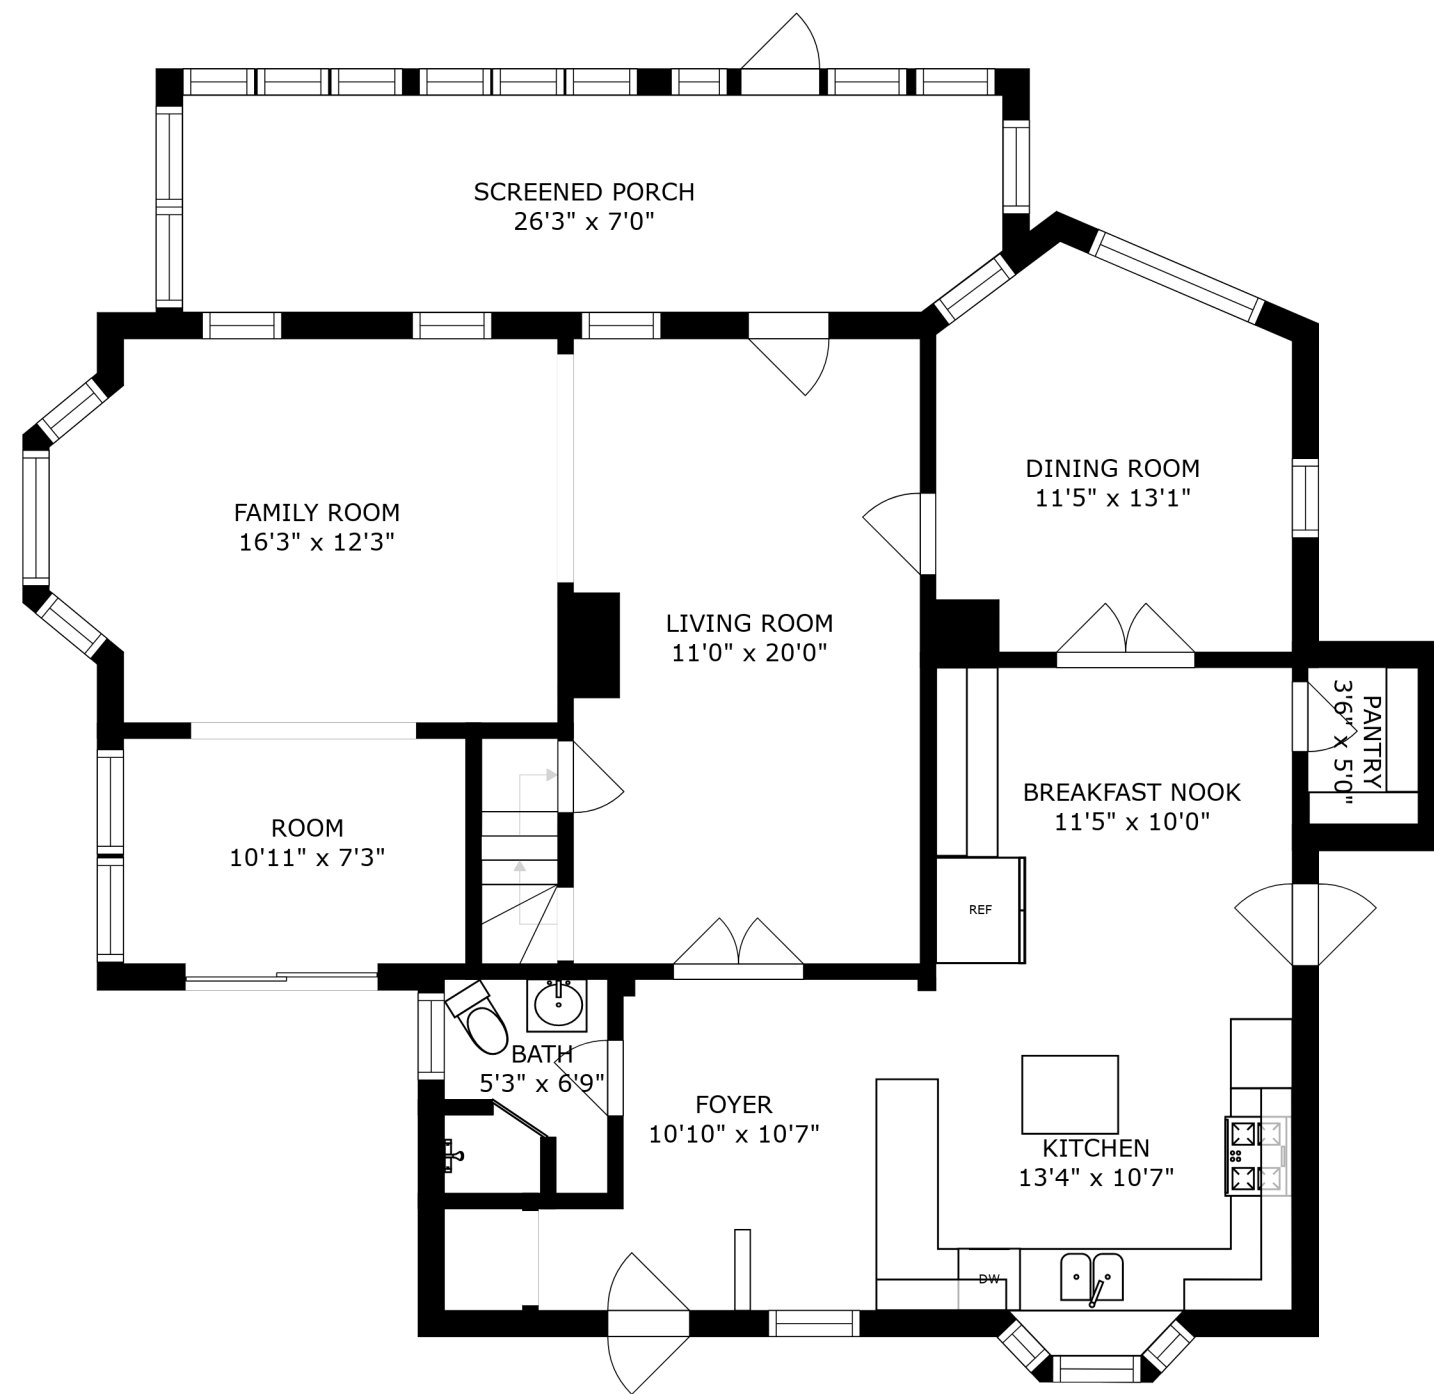 SCREENED PORCH
26'3" x 7'0"
DINING ROOM
11'5" x 13'1"
FAMILY ROOM
16'3" x 12'3"
LIVING ROOM
11'0" x 20'0"
PANTRY
3'6" x 5'0"
BREAKFAST NOOK
11'5" x 10'0"
ROOM
10'11" x 7'3"
REF
BATH
5'3" x 6'9"
FOYER
10'10" x 10'7"
KITCHEN
13'4" x 10'7"
DW